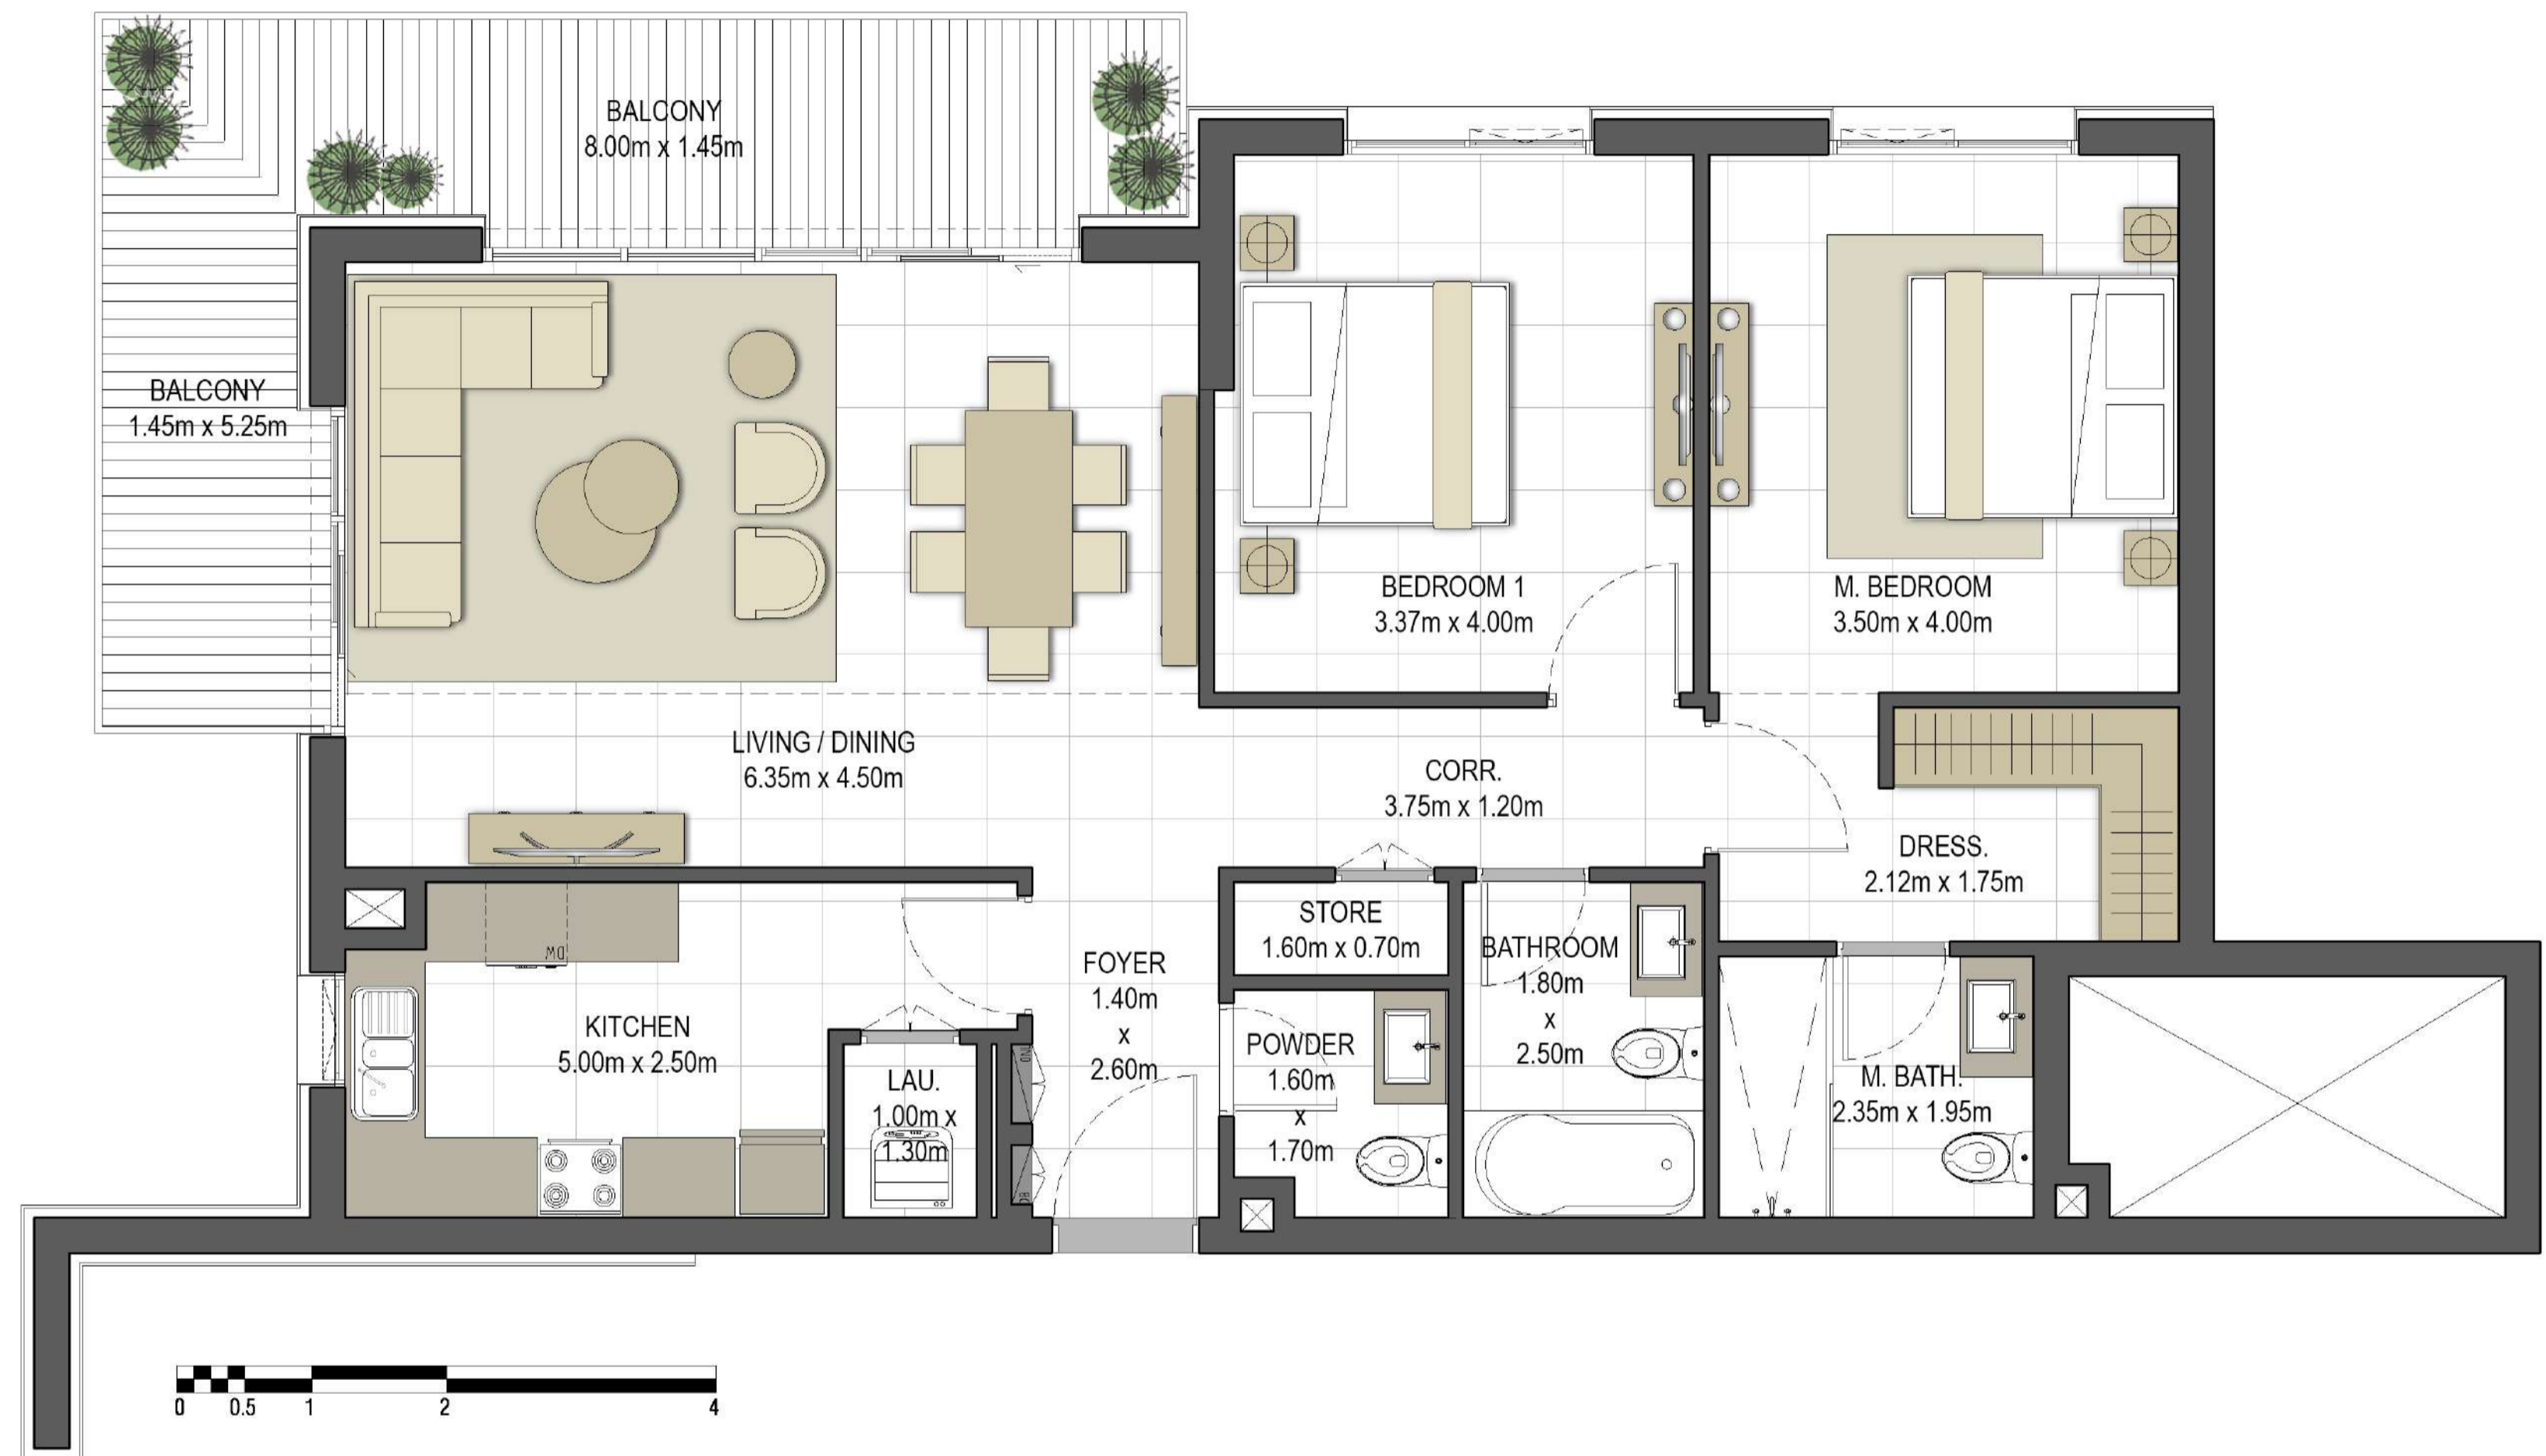 BALCONY
8.00m x 1.45m
BALCONY
1.45m x 5.25m
BEDROOM 1
3.37m x 4.00m
M. BEDROOM
3.50m x 4.00m
LIVING / DINING
6.35m x 4.50m
CORR.
3.75m x 1.20m
DRESS.
2.12m x 1.75m
STORE
1.60m x 0.70m
BATHROOM
1.80m
x
2.50m
FOYER
1.40m
x
2.60m
DW
KITCHEN
5.00m x 2.50m
POWDER
1.60m
x
1.70m
LAU.
1.00m x
1.30m
M. BATH.
2.35m x 1.95m
0 0.5 1 2 4